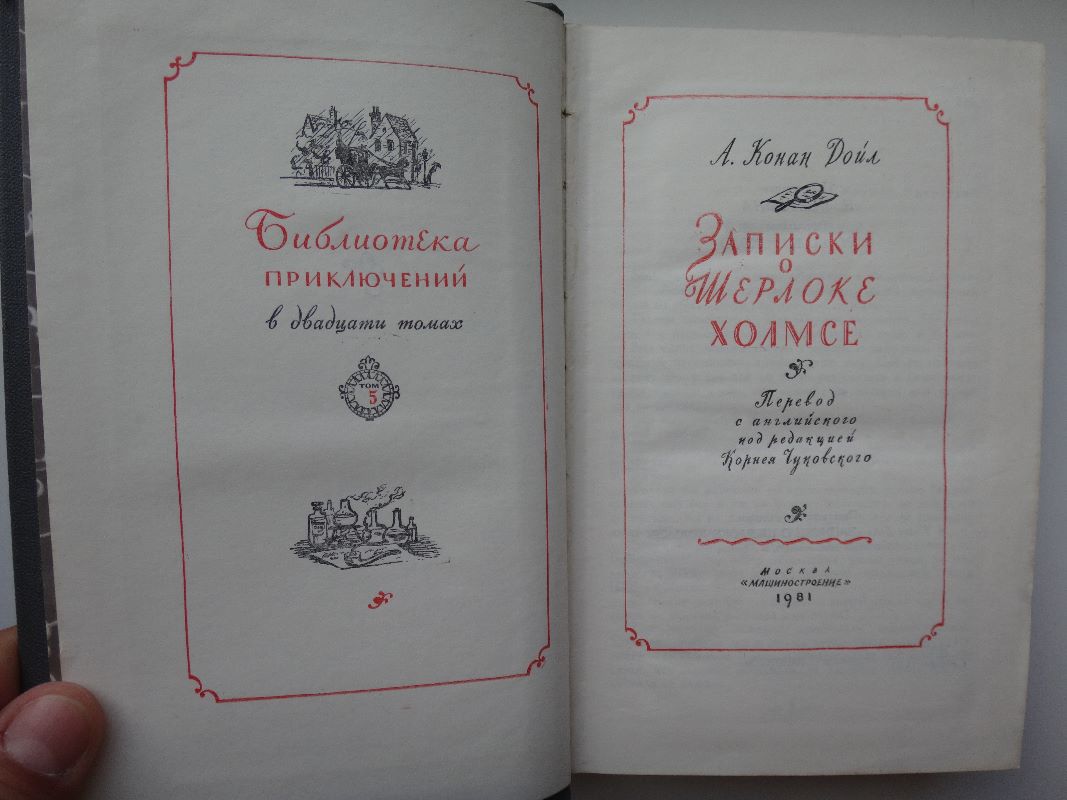 Библиотека
приключений
в двадцати томах
том
5
А. Конан Дойл
Записки
о
Шерлоке
Холмсе
Перевод
с английского
под редакцией
Корнея Чуковского
Москва
«Машиностроение»
1981